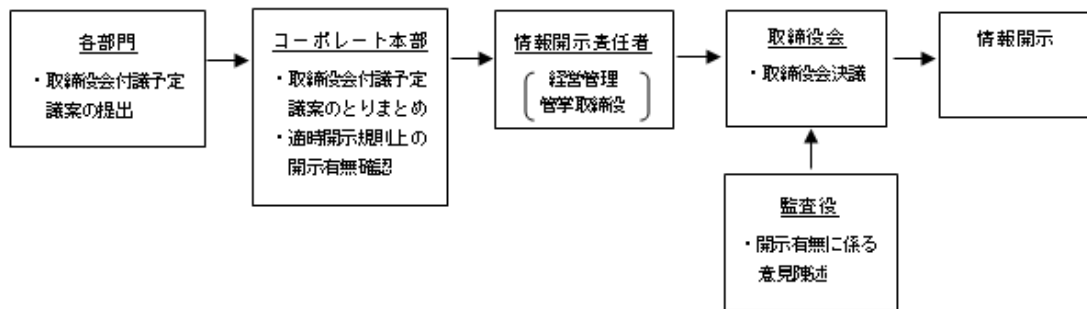 各部門
・取締役会付議予定
議案の提出
コーポレート本部
・取締役会付議予定
議案のとりまとめ
・適時開示規則上の
開示有無確認
情報開示責任者
経営管理
管掌取締役
取締役会
・取締役会決議
情報開示
監査役
・開示有無に係る
意見陳述